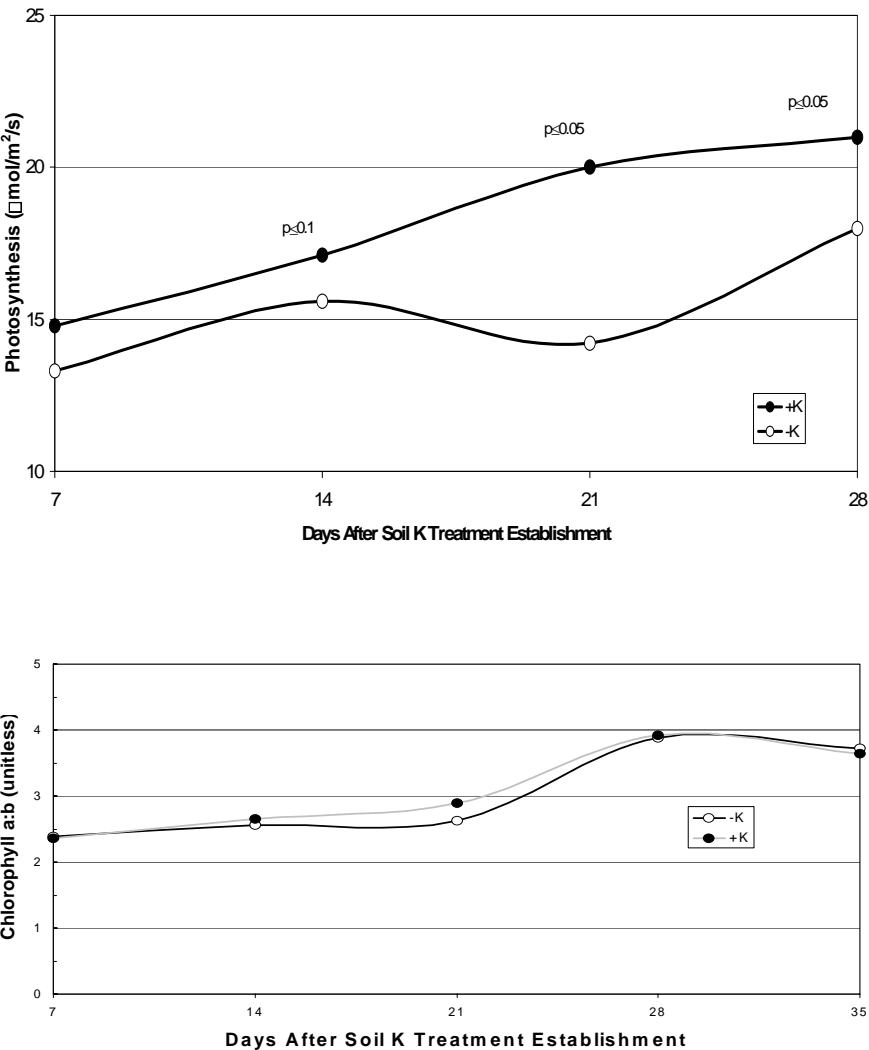 25
20
15
10
Photosynthesis (□mol/m²/s)
p≤0.1
p≤0.05
p≤0.05
+K
-K
7 14 21 28
Days After Soil K Treatment Establishment
5
4
3
2
1
0
Chlorophyll a:b (unitless)
-K
+K
7 14 21 28 35
Days After Soil K Treatment Establishment